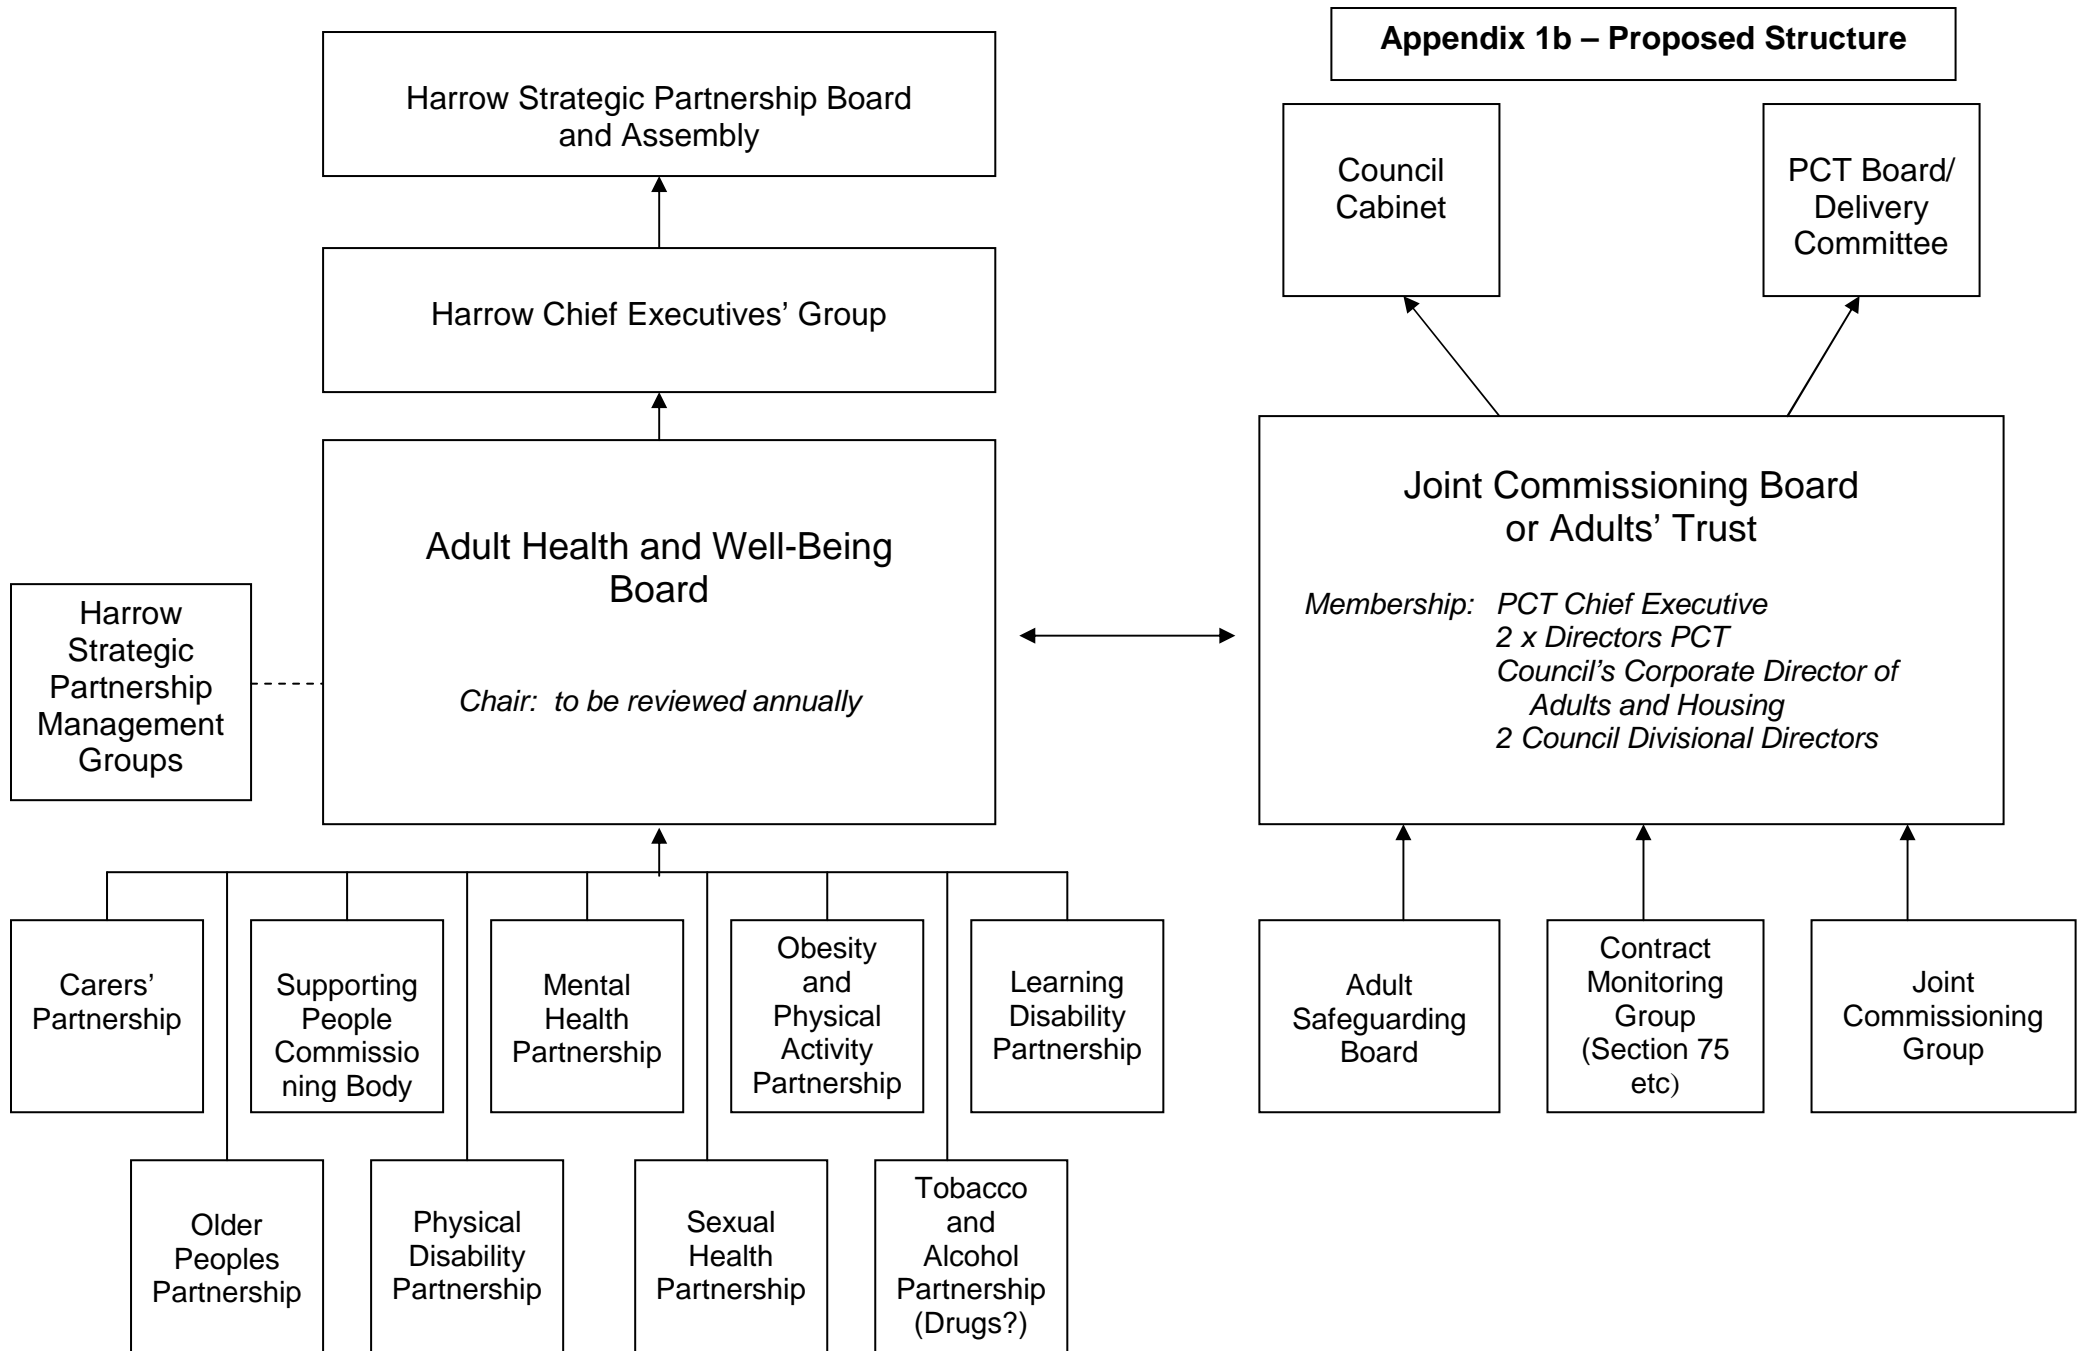 Appendix 1b – Proposed Structure
Harrow Strategic Partnership Board
and Assembly
Council
Cabinet
PCT Board/
Delivery
Committee
Harrow Chief Executives’ Group
Adult Health and Well-Being
Board
Chair: to be reviewed annually
Joint Commissioning Board
or Adults’ Trust
Membership: PCT Chief Executive
2 x Directors PCT
Council’s Corporate Director of
Adults and Housing
2 Council Divisional Directors
Harrow
Strategic
Partnership
Management
Groups
Carers’
Partnership
Supporting
People
Commissio
ning Body
Mental
Health
Partnership
Obesity
and
Physical
Activity
Partnership
Learning
Disability
Partnership
Adult
Safeguarding
Board
Contract
Monitoring
Group
(Section 75
etc)
Joint
Commissioning
Group
Older
Peoples
Partnership
Physical
Disability
Partnership
Sexual
Health
Partnership
Tobacco
and
Alcohol
Partnership
(Drugs?)